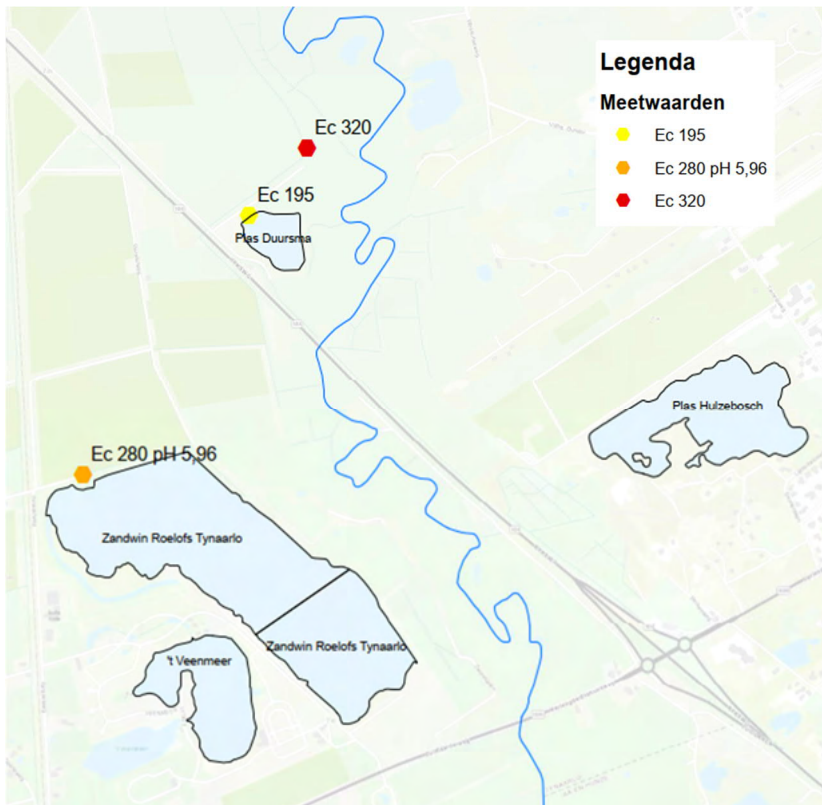 Legenda
Meetwaarden
Ec 195
Ec 280 pH 5,96
Ec 320
Ec 320
Ec 195
Plas Duursma
Plas Hulzebosch
Ec 280 pH 5,96
Zandwin Roelofs Tynaarlo
Zandwin Roelofs Tynaarlo
't Veenmeer